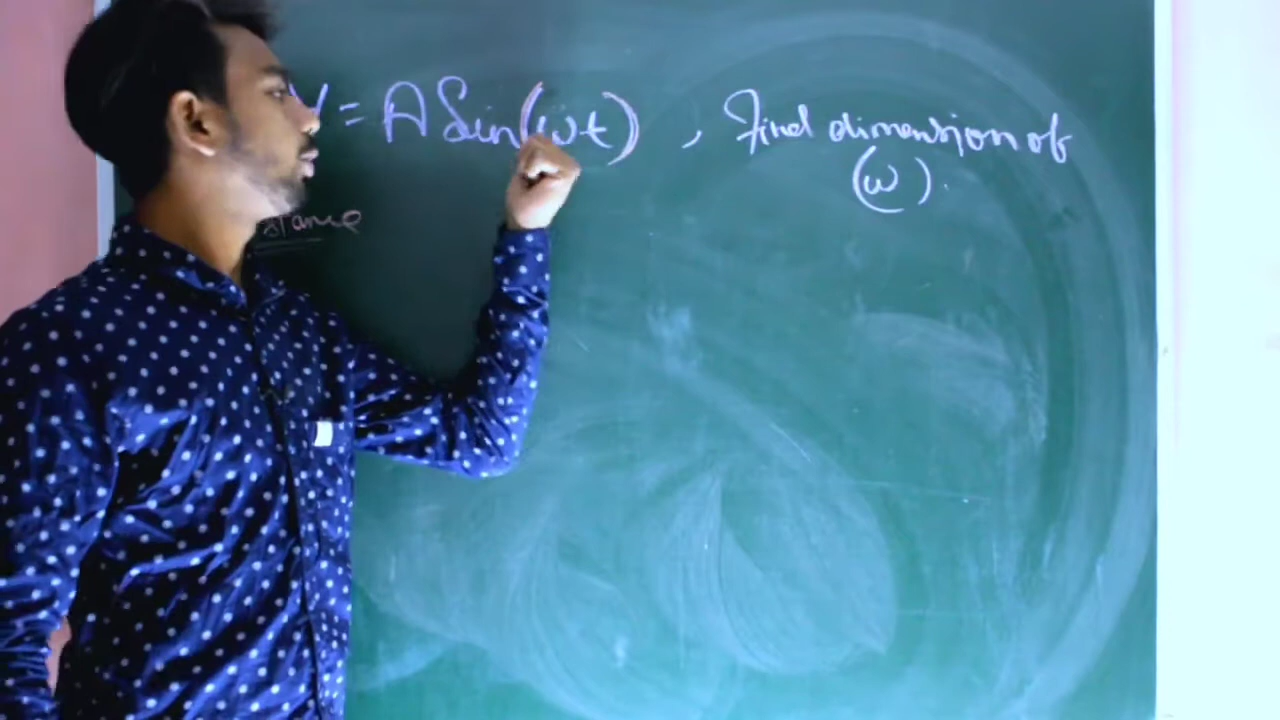 = A Sin(ωt) , Find dimension of
(ω).